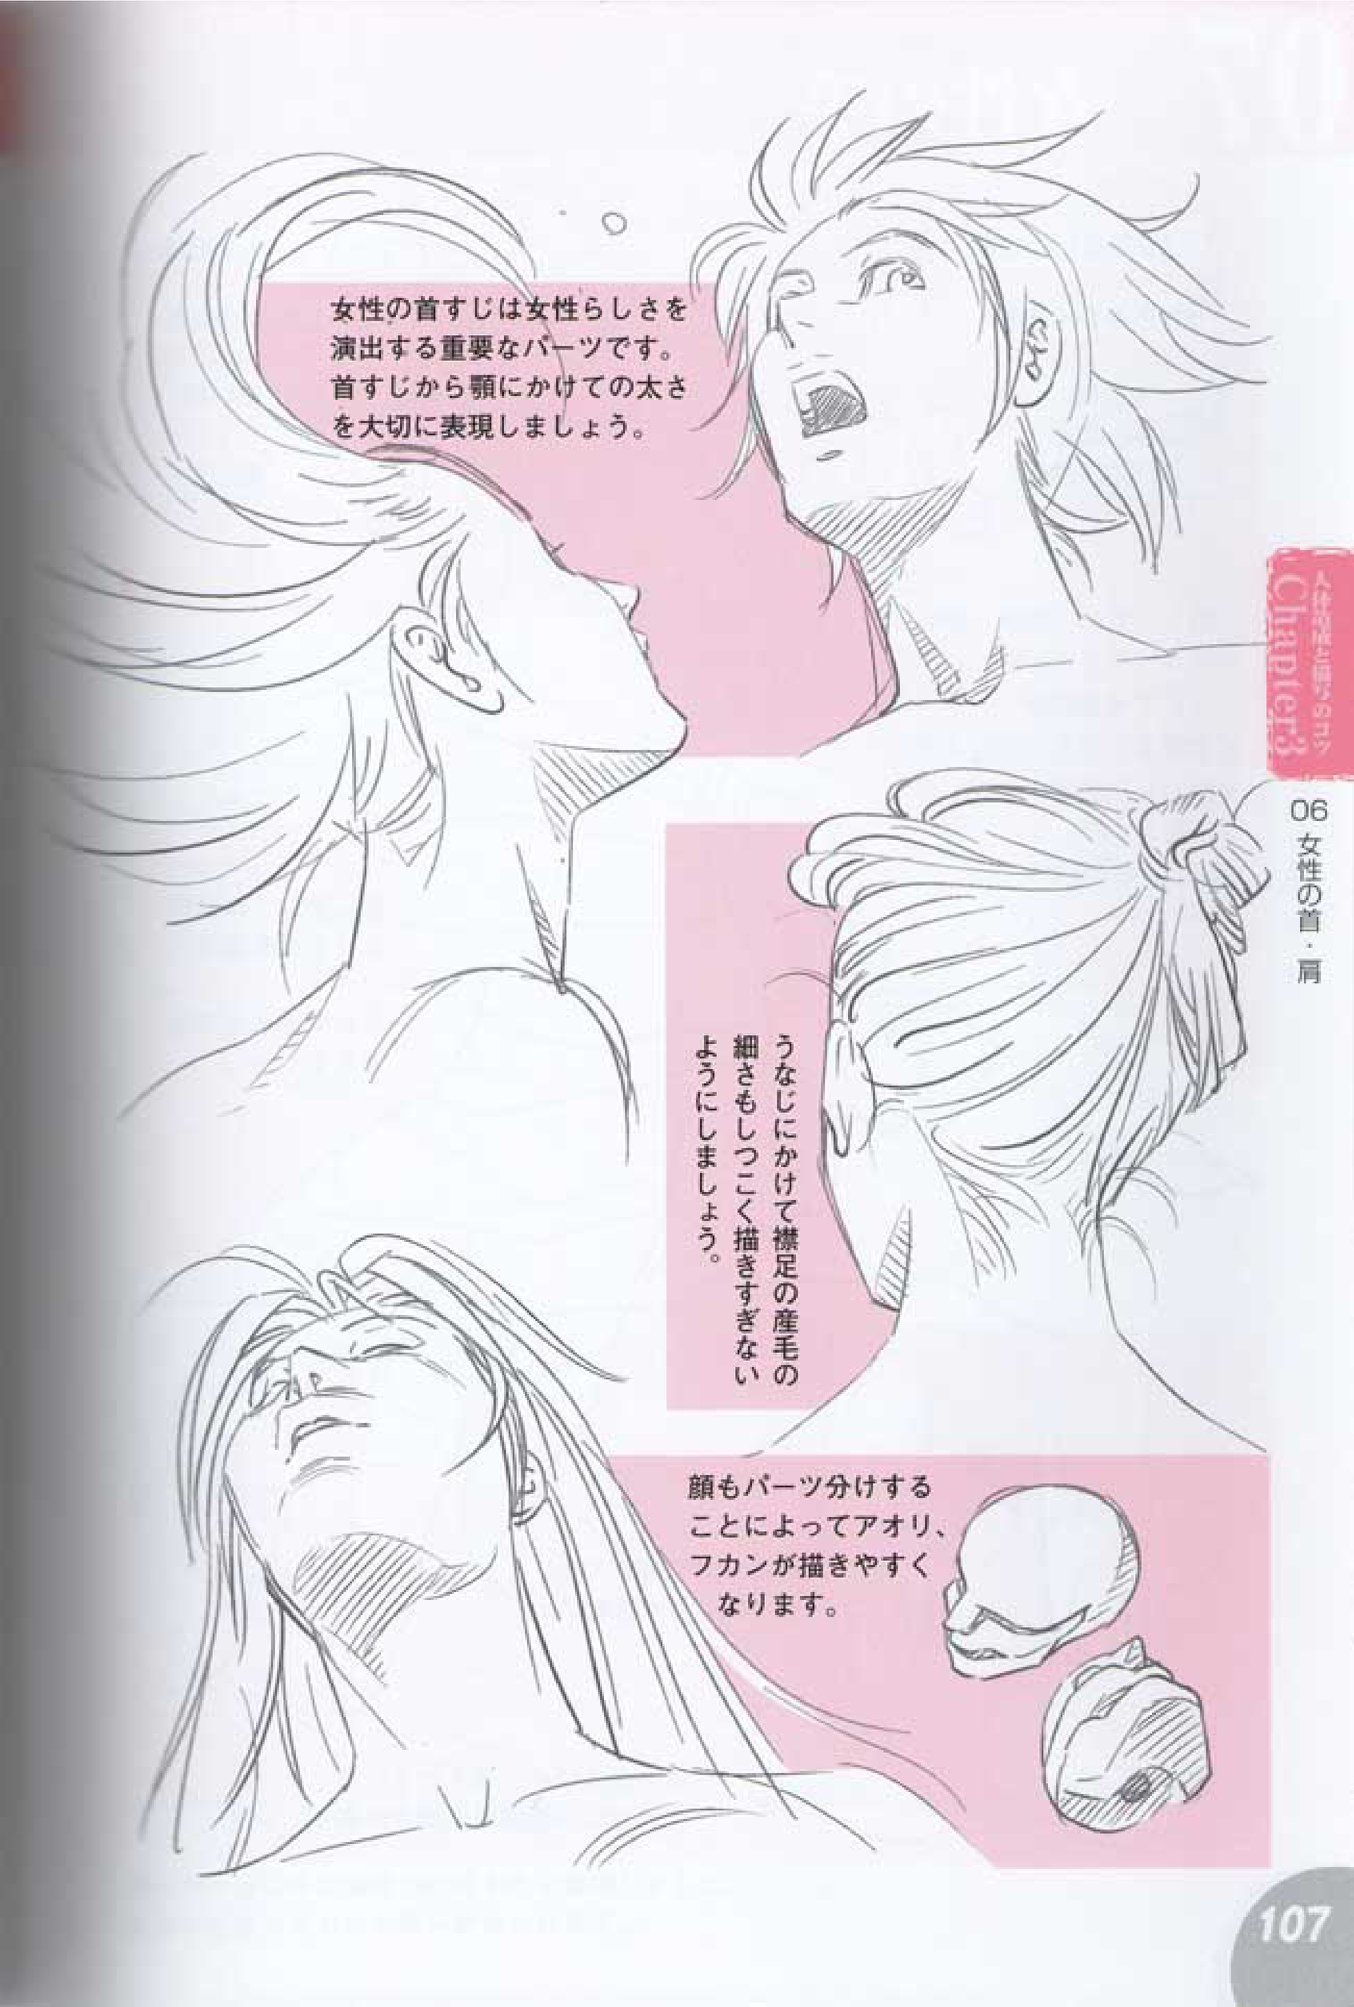 女性の首すじは女性らしさを
演出する重要なパーツです。
首すじから顎にかけての太さ
を大切に表現しましょう。
Chapter3
06 女性の首・肩
うなじにかけて襟足の産毛の
細さもしつこく描きすぎない
ようにしましょう。
顔もパーツ分けする
ことによってアオリ、
フカンが描きやすく
なります。
107